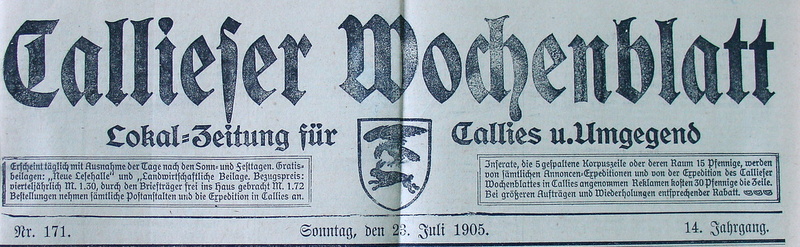 Callieser Wochenblatt
Lokal=Zeitung für Callies u. Umgegend
Erscheint täglich mit Ausnahme der Tage nach den Sonn- und Festtagen. Gratis-
beilagen: „Neue Lesehalle" und „Landwirtschaftliche Beilage. Bezugspreis:
vierteljährlich M. 1.30, durch den Briefträger frei ins Haus gebracht M. 1.72
Bestellungen nehmen sämtliche Postanstalten und die Expedition in Callies an.
Inserate, die 5 gespaltene Korpuszeile oder deren Raum 15 Pfennige, werden
von sämtlichen Annoncen-Expeditionen und von der Expedition des Callieser
Wochenblattes in Callies angenommen Reklamen kosten 30 Pfennige die Zeile.
Bei größeren Aufträgen und Wiederholungen entsprechender Rabatt.
Nr. 171. Sonntag, den 23. Juli 1905. 14. Jahrgang.